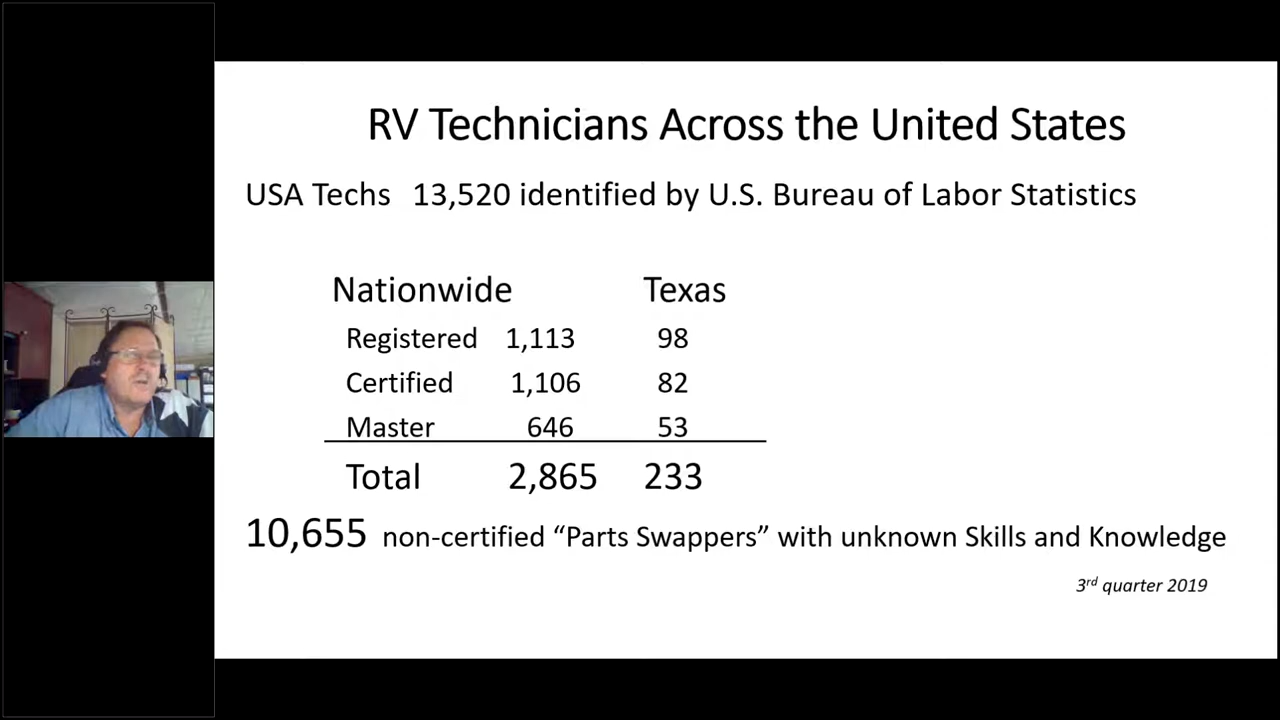 RV Technicians Across the United States
USA Techs 13,520 identified by U.S. Bureau of Labor Statistics
Nationwide Texas
Registered 1,113 98
Certified 1,106 82
Master 646 53
Total 2,865 233
10,655 non-certified “Parts Swappers” with unknown Skills and Knowledge
3rd quarter 2019